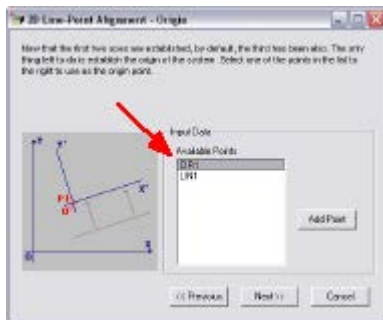 2D Line-Point Alignment - Origin
Now that the first two axes are established, by default, the third has been also. The only
thing left to do is establish the origin of the system. Select one of the points in the list to
the right to use as the origin point.
Input Data
Available Points
CIR1
LIN1
Add Point
Y
Y'
X'
P1
O'
X
<< Previous
Next >>
Cancel